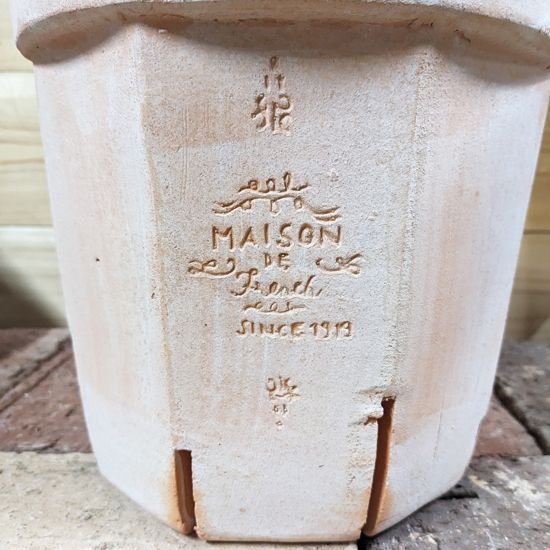 MAISON
DE
French
SINCE 1919